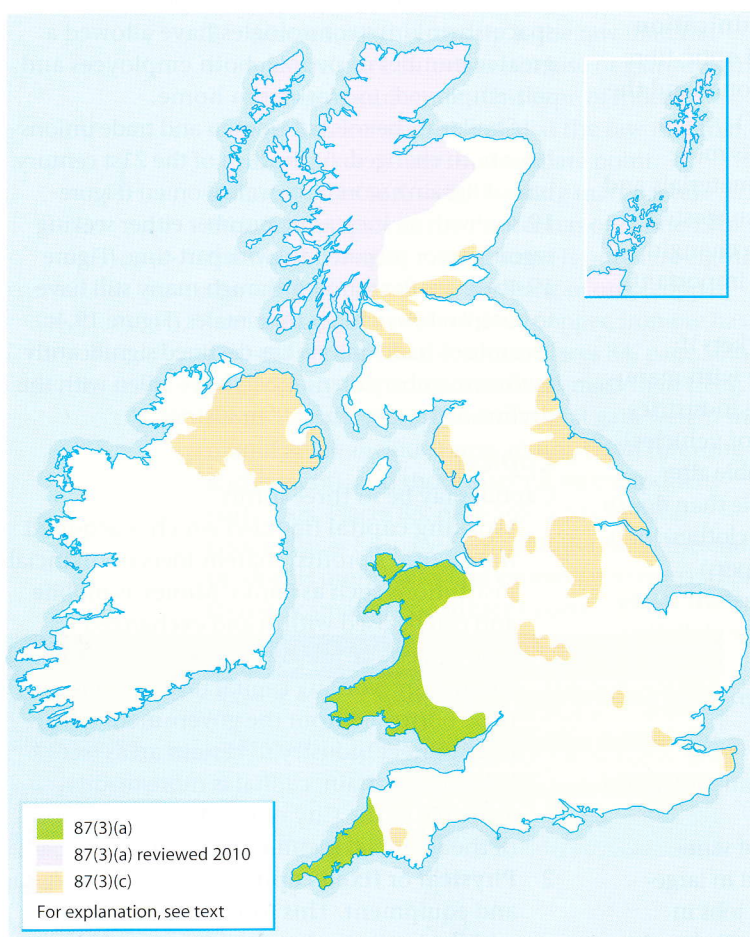 87(3)(a)
87(3)(a) reviewed 2010
87(3)(c)
For explanation, see text